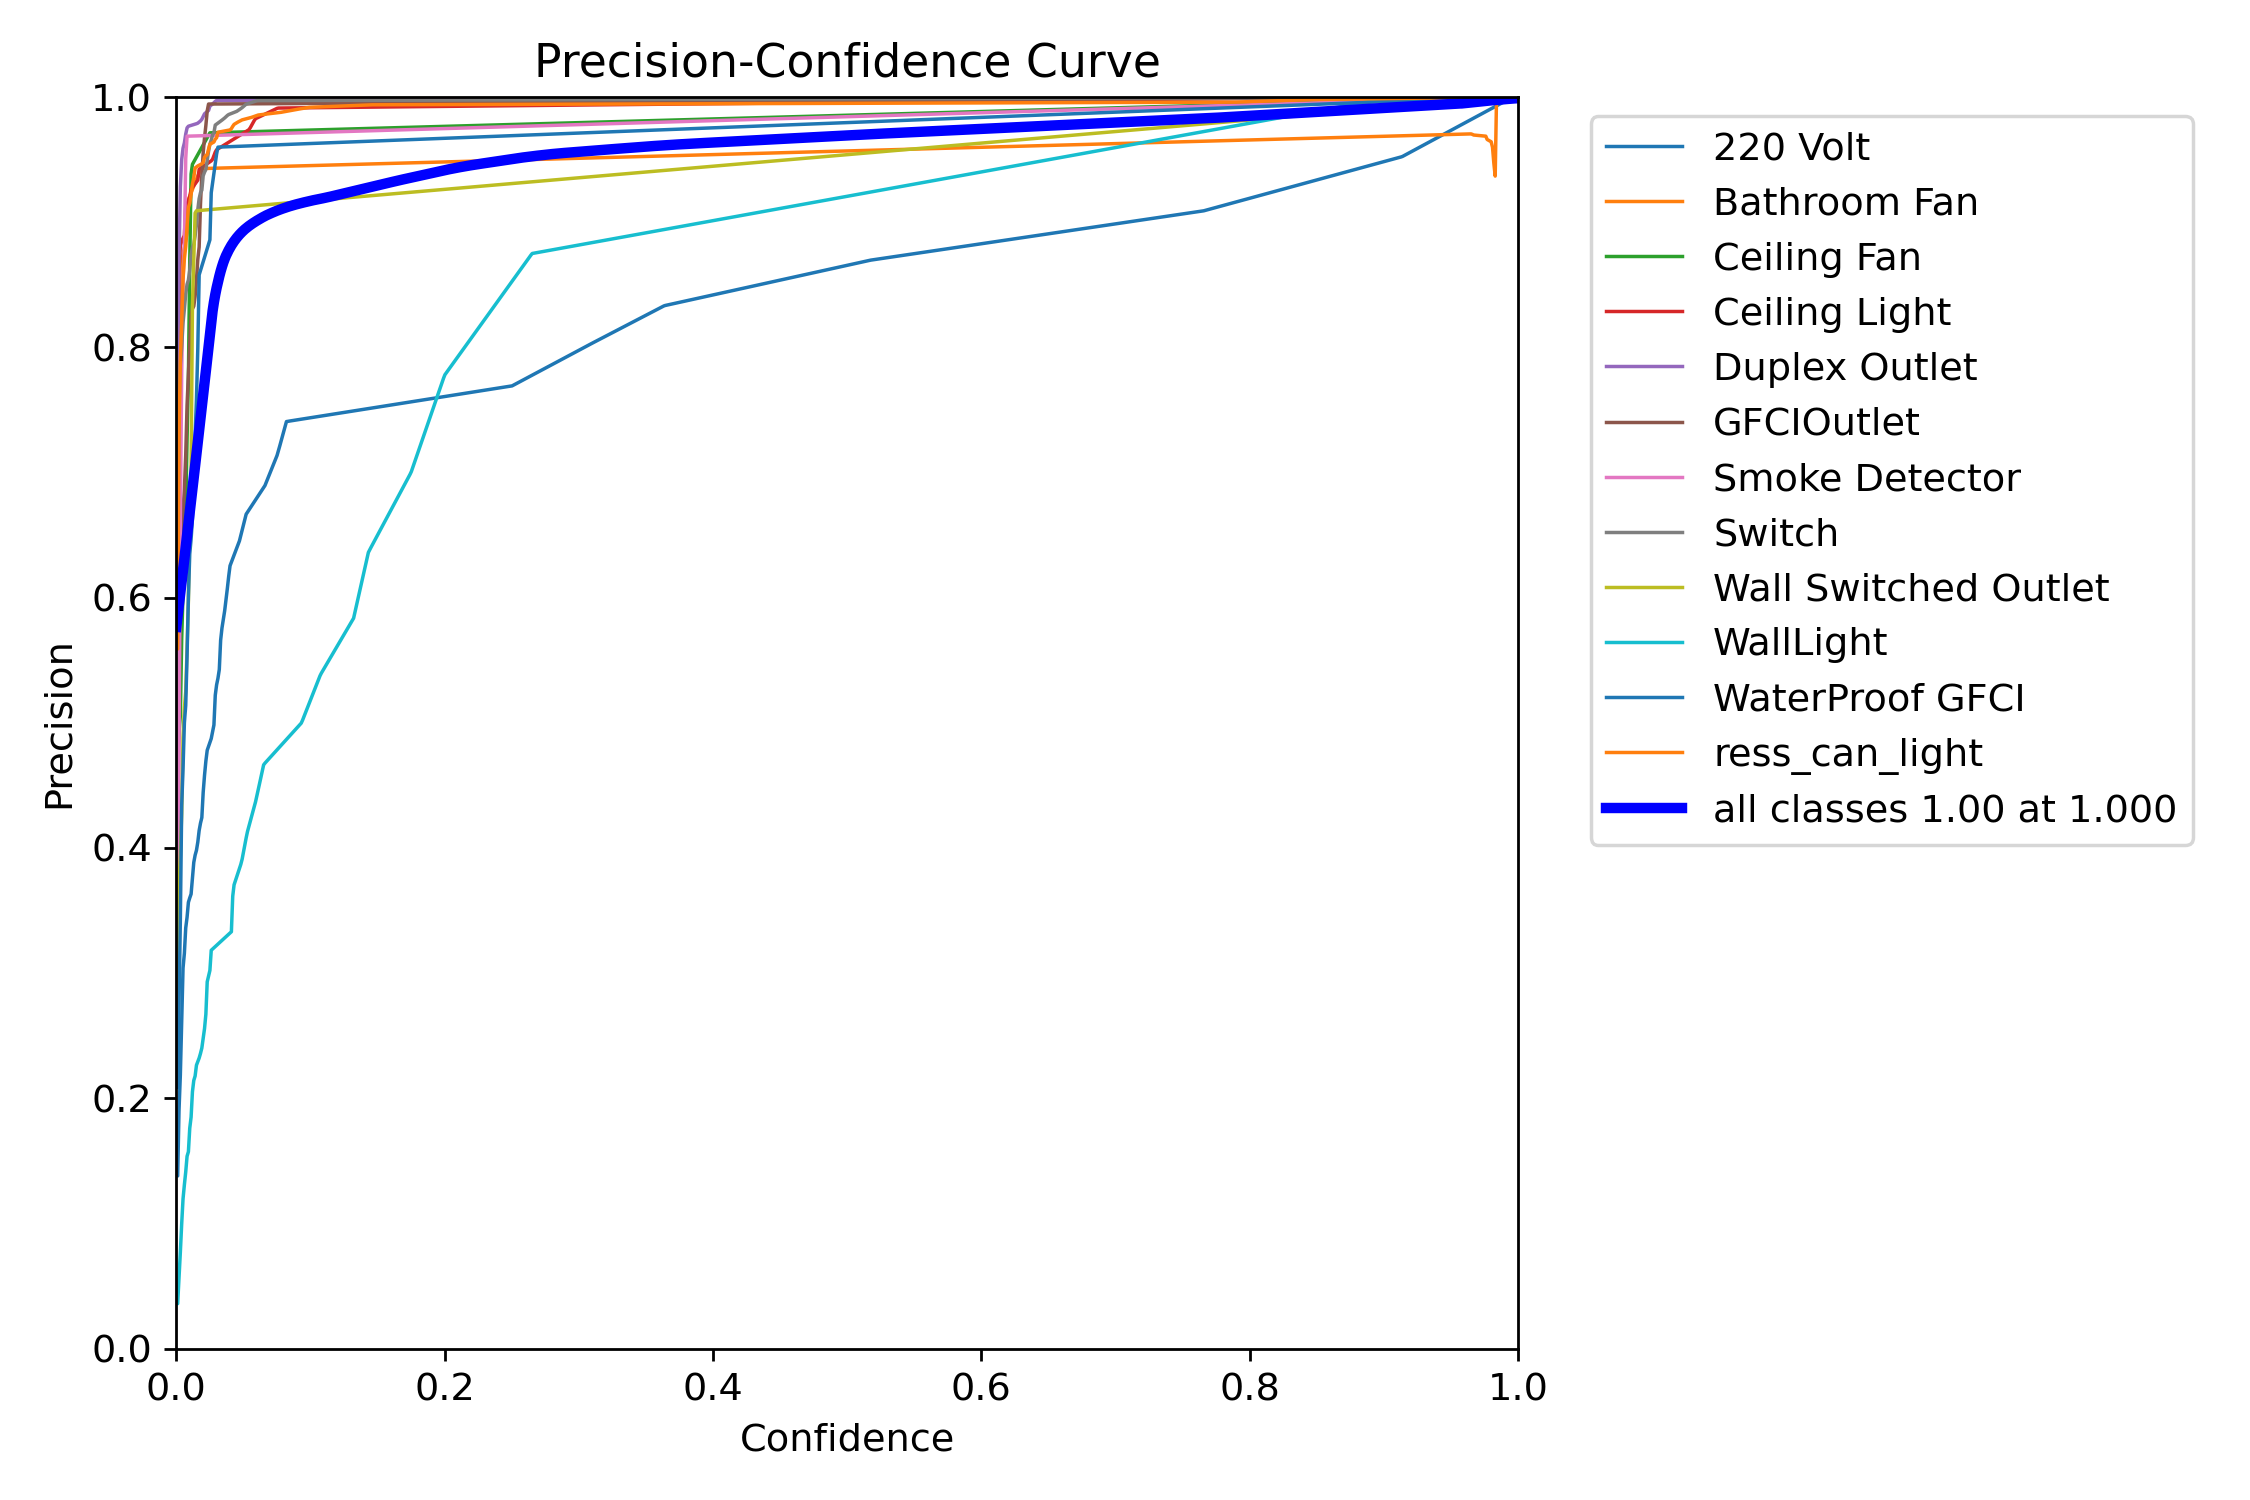 Precision-Confidence Curve
1.0
0.8
0.6
0.4
0.2
0.0
Precision
0.0 0.2 0.4 0.6 0.8 1.0
Confidence
220 Volt
Bathroom Fan
Ceiling Fan
Ceiling Light
Duplex Outlet
GFCIOutlet
Smoke Detector
Switch
Wall Switched Outlet
WallLight
WaterProof GFCI
ress_can_light
all classes 1.00 at 1.000